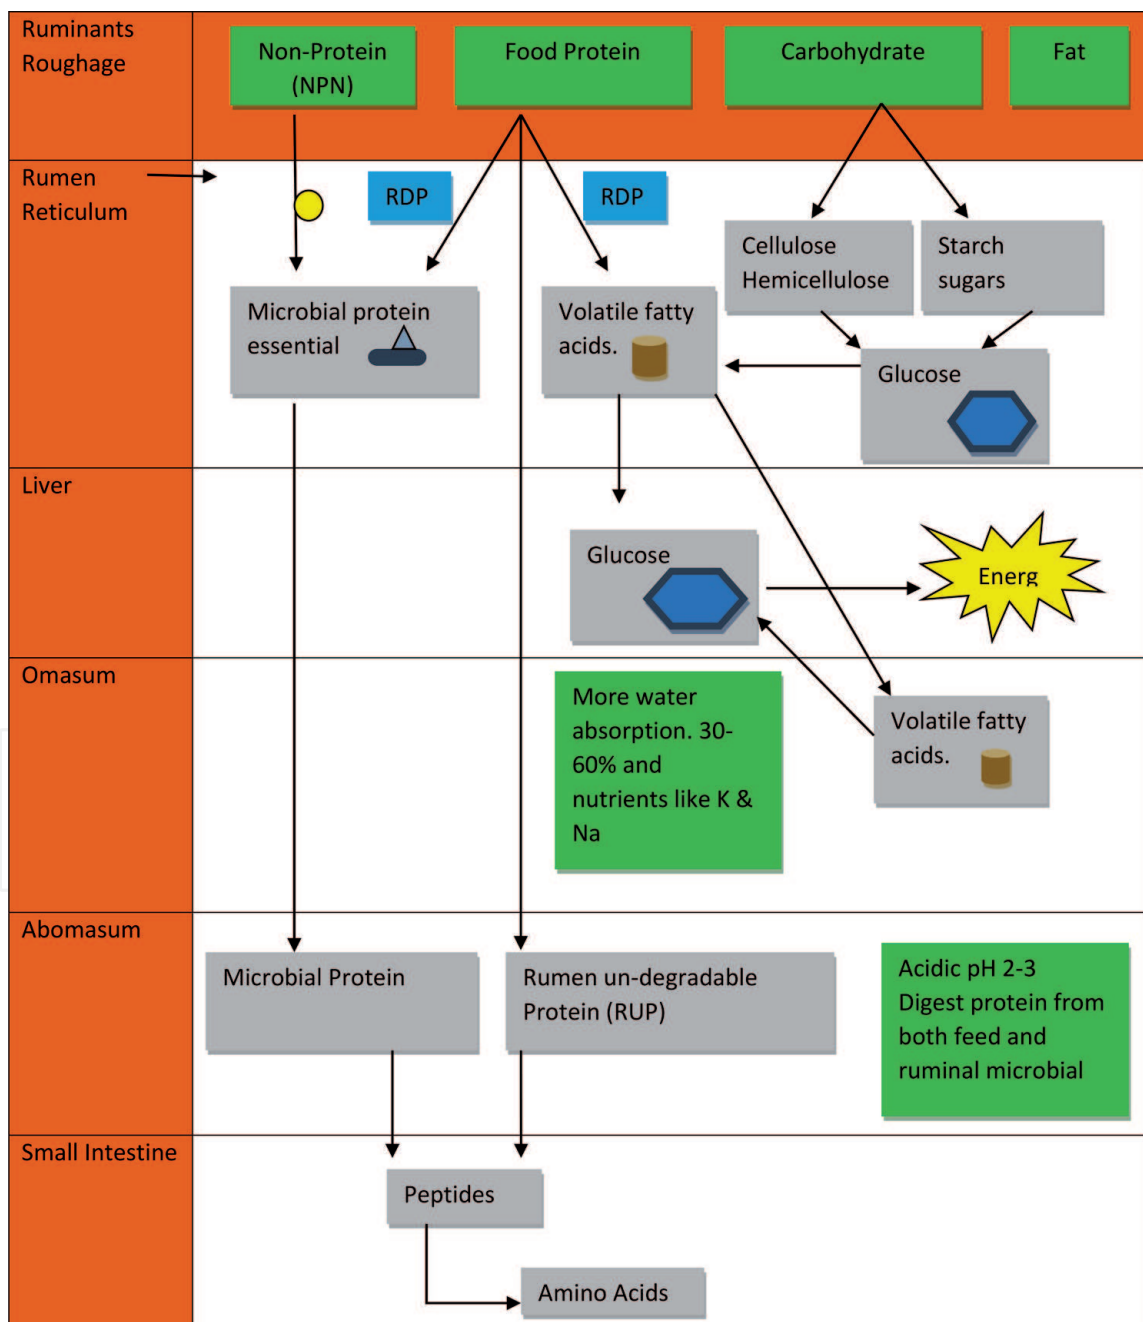 Ruminants
Roughage
Non-Protein
(NPN)
Food Protein
Carbohydrate
Fat
Rumen
Reticulum
RDP
RDP
Cellulose
Hemicellulose
Starch
sugars
Microbial protein
essential
Volatile fatty
acids.
Glucose
Liver
Glucose
Energ
Omasum
More water
absorption. 30-
60% and
nutrients like K &
Na
Volatile fatty
acids.
Abomasum
Microbial Protein
Rumen un-degradable
Protein (RUP)
Acidic pH 2-3
Digest protein from
both feed and
ruminal microbial
Small Intestine
Peptides
Amino Acids